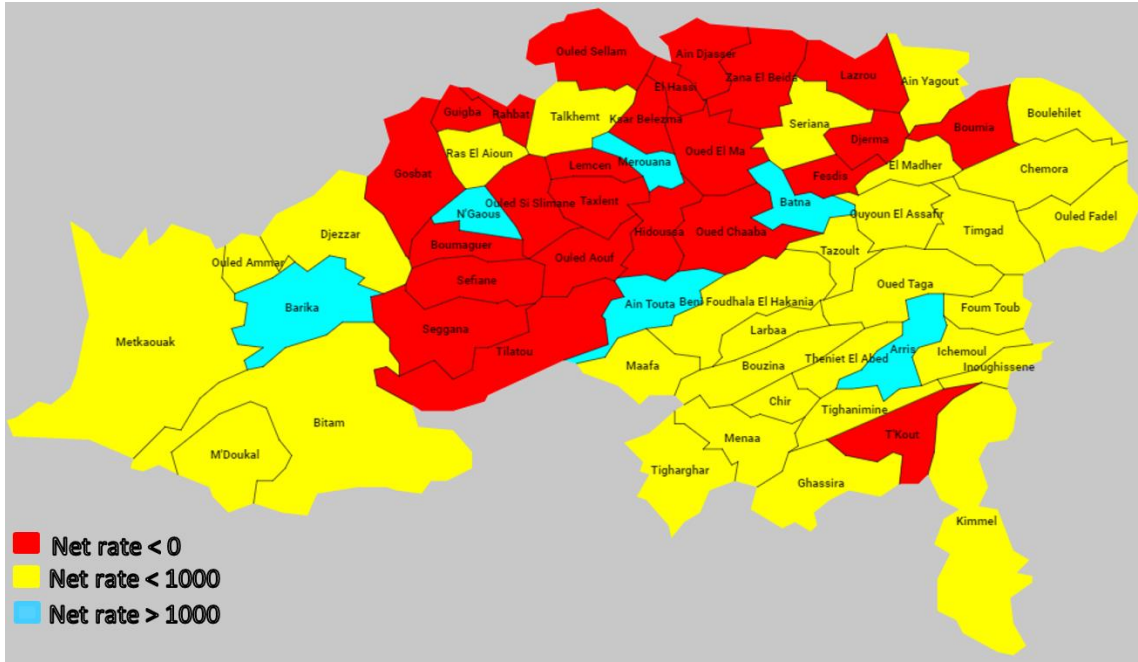 Ouled Sellam
Ain Djasser
Zana El Beida
El Hassi
Lazrou
Ain Yagout
Guigba
Rahbat
Talkhemt
Ksar Belezma
Seriana
Djerma
Boumia
Boulehilet
Ras El Aioun
Gosbat
Lemcen
Merouana
Oued El Ma
Fesdis
El Madher
Chemora
N'Gaous
Ouled Si Slimane
Taxlent
Batna
Ouyoun El Assafir
Timgad
Ouled Fadel
Djezzar
Boumaguer
Hidoussa
Oued Chaaba
Tazoult
Ouled Ammar
Sefiane
Ouled Aouf
Oued Taga
Barika
Ain Touta
Beni Foudhala El Hakania
Foum Toub
Metkaouak
Seggana
Tilatou
Larbaa
Maafa
Bouzina
Theniet El Abed
Arris
Ichemoul
Inoughissene
Bitam
Chir
Tighanimine
M'Doukal
Menaa
T'Kout
Tigharghar
Ghassira
Kimmel
Net rate < 0
Net rate < 1000
Net rate > 1000